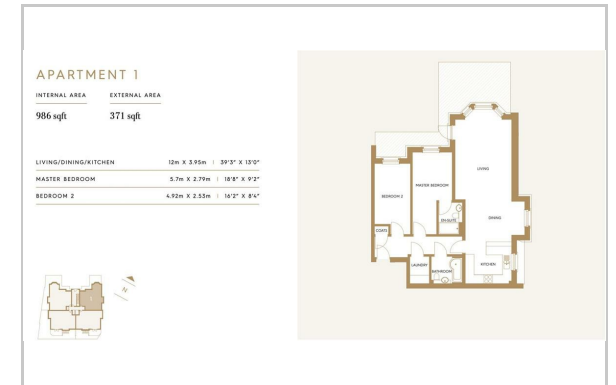 APARTMENT 1
INTERNAL AREA EXTERNAL AREA
986 sqft 371 sqft
LIVING/DINING/KITCHEN 12m X 3.95m | 39'3" X 13'0"
MASTER BEDROOM 5.7m X 2.79m | 18'8" X 9'2"
BEDROOM 2 4.92m X 2.53m | 16'2" X 8'4"
N
LIVING
MASTER BEDROOM
BEDROOM 2
DINING
EN-SUITE
COATS
LAUNDRY
KITCHEN
BATHROOM